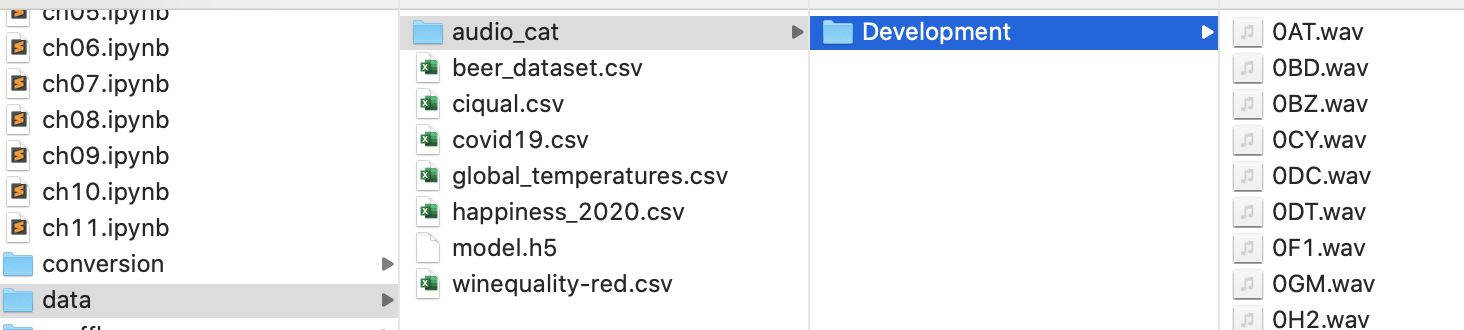 ch05.ipynb
ch06.ipynb
ch07.ipynb
ch08.ipynb
ch09.ipynb
ch10.ipynb
ch11.ipynb
conversion
data
audio_cat
beer_dataset.csv
ciqual.csv
covid19.csv
global_temperatures.csv
happiness_2020.csv
model.h5
winequality-red.csv
Development
0AT.wav
0BD.wav
0BZ.wav
0CY.wav
0DC.wav
0DT.wav
0F1.wav
0GM.wav
0H2.wav